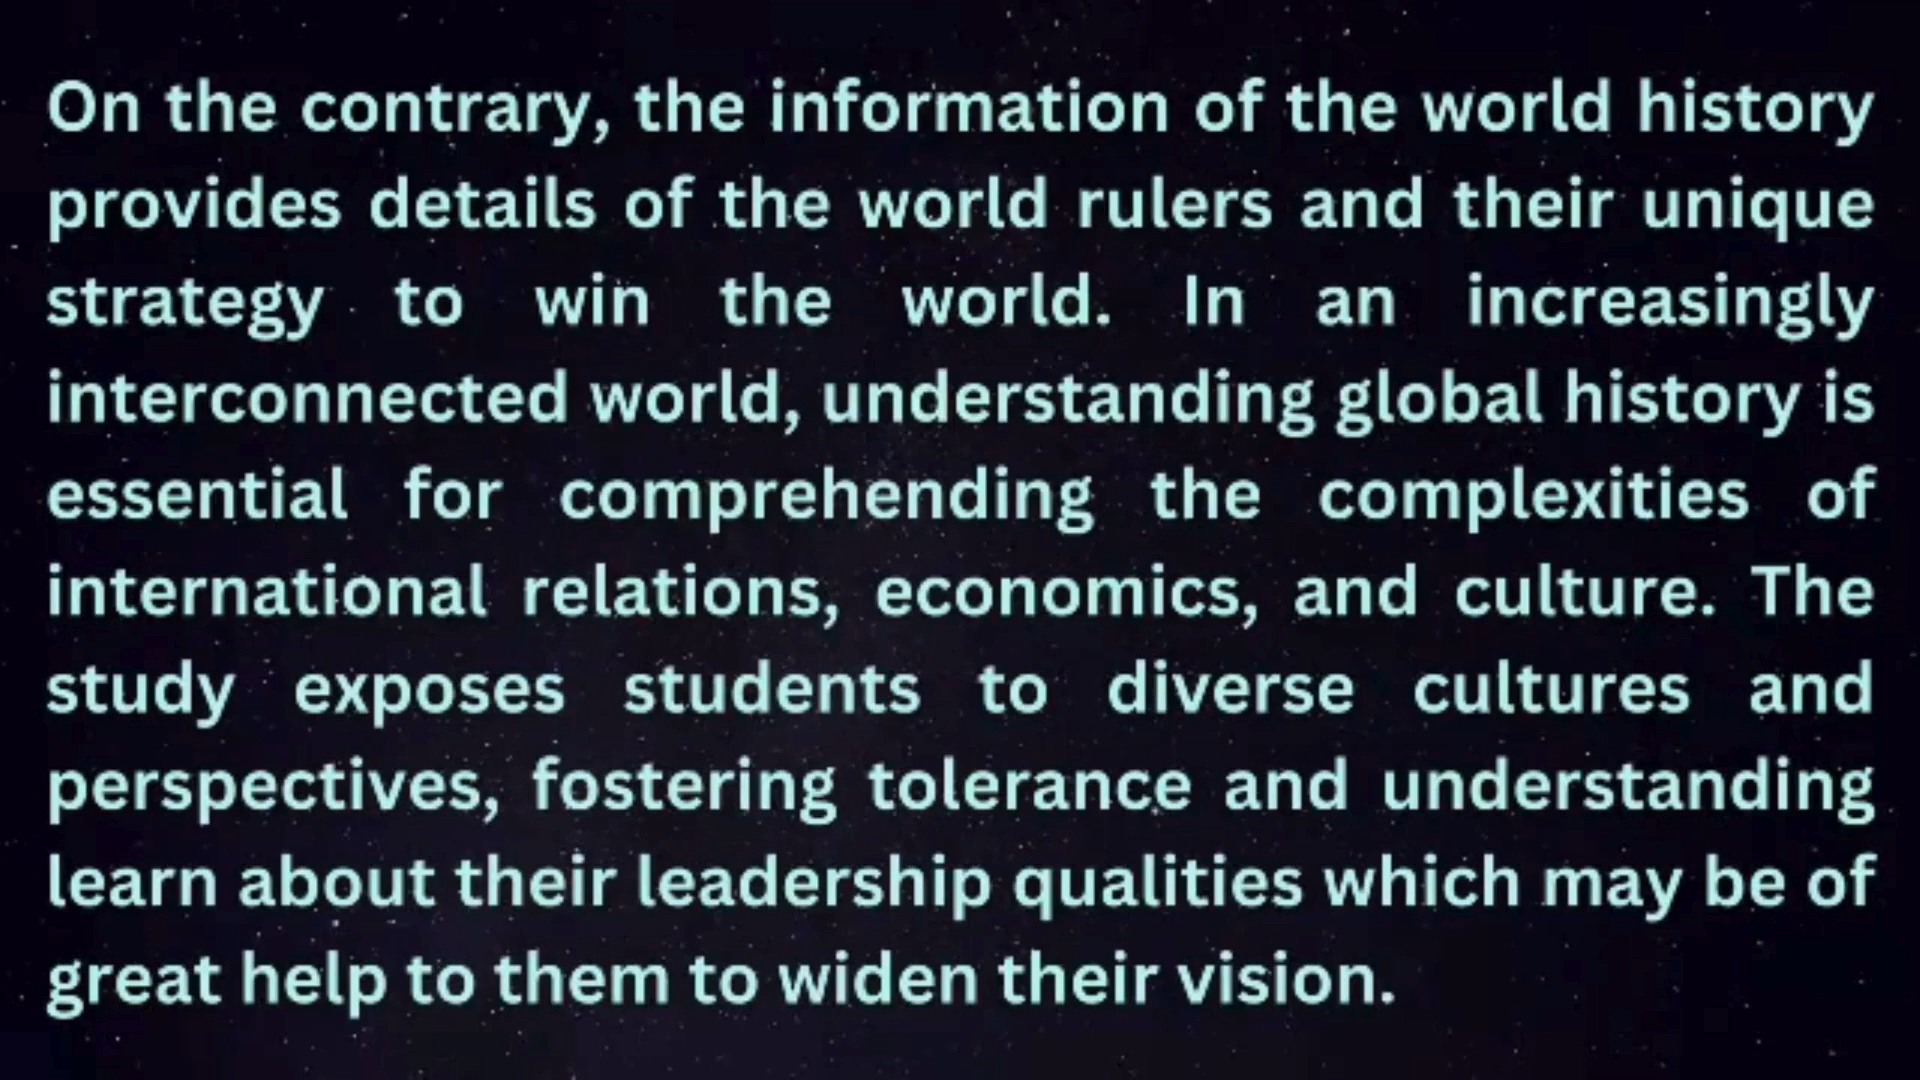 On the contrary, the information of the world history
provides details of the world rulers and their unique
strategy to win the world. In an increasingly
interconnected world, understanding global history is
essential for comprehending the complexities of
international relations, economics, and culture. The
study exposes students to diverse cultures and
perspectives, fostering tolerance and understanding
learn about their leadership qualities which may be of
great help to them to widen their vision.